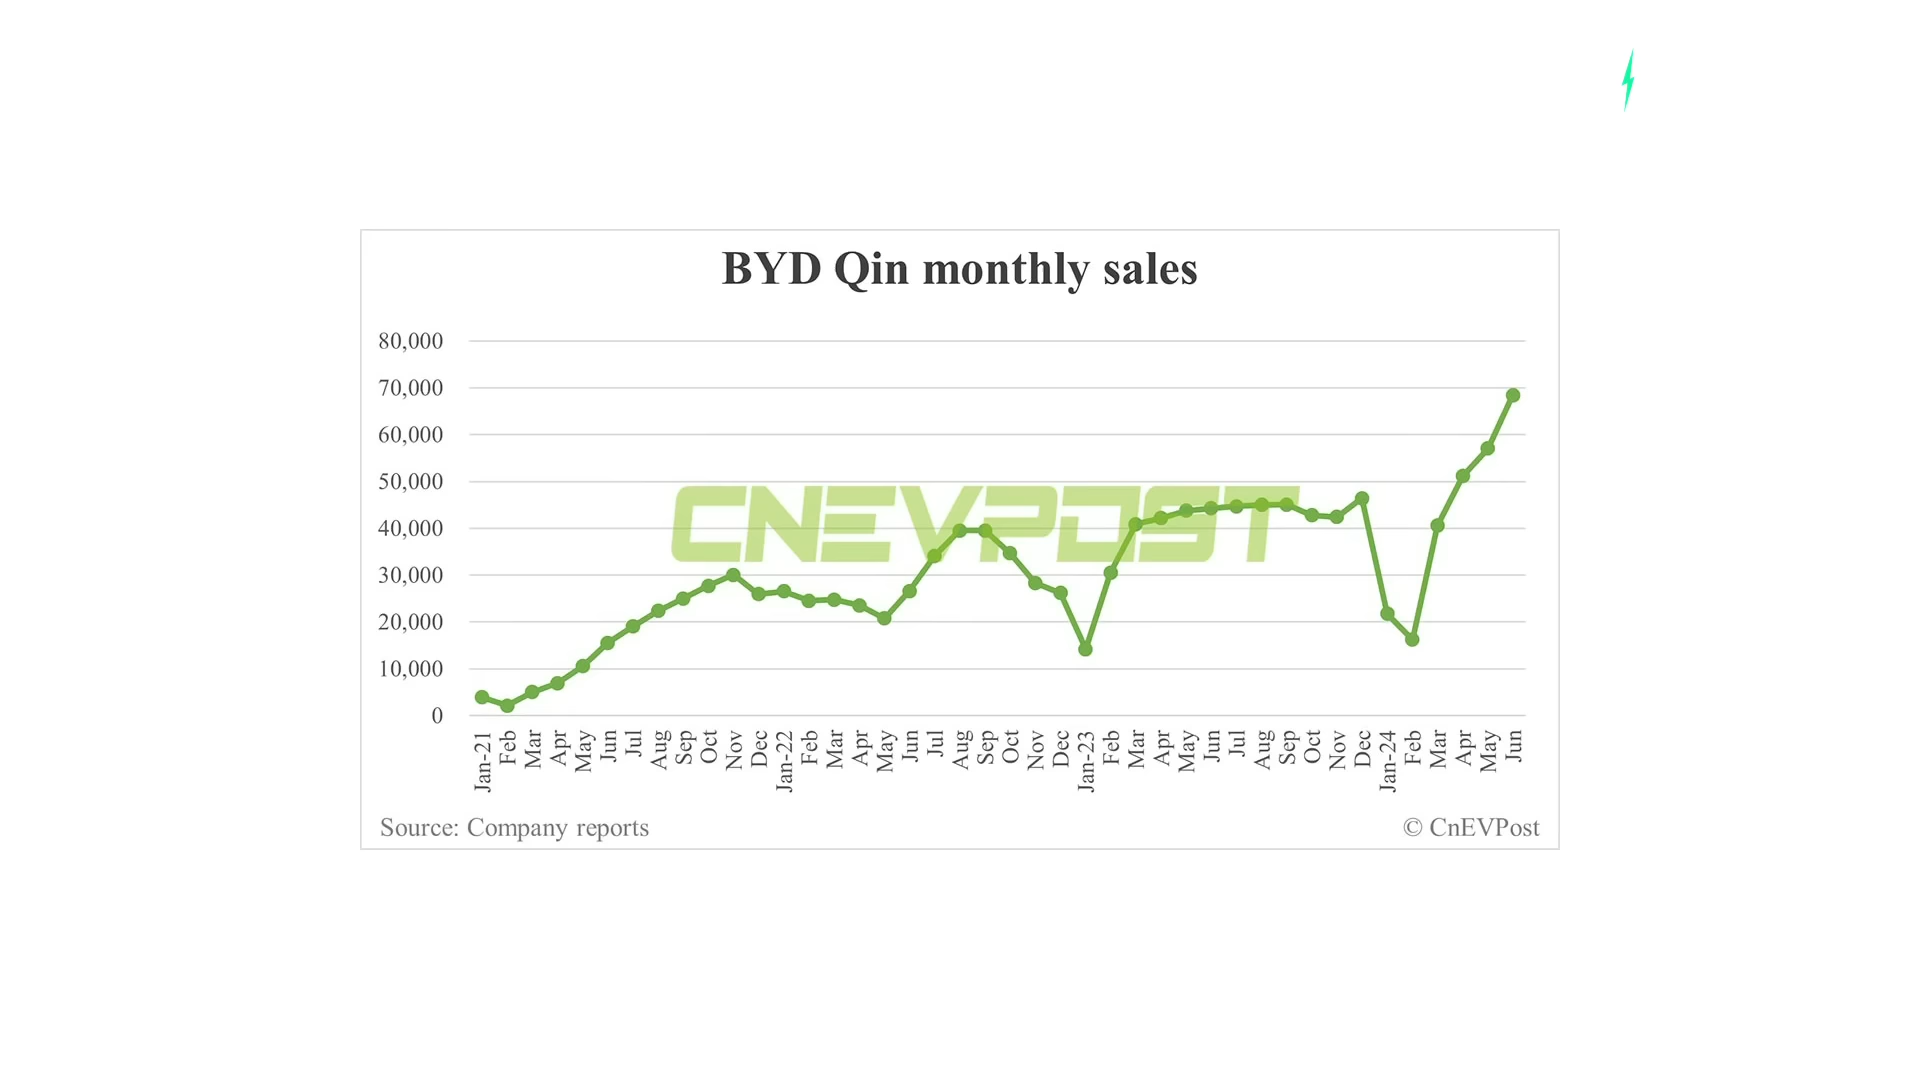 BYD Qin monthly sales
80,000
70,000
60,000
50,000
40,000
30,000
20,000
10,000
0
CNEVPOST
Jan-21 Feb Mar Apr May Jun Jul Aug Sep Oct Nov Dec Jan-22 Feb Mar Apr May Jun Jul Aug Sep Oct Nov Dec Jan-23 Feb Mar Apr May Jun Jul Aug Sep Oct Nov Dec Jan-24 Feb Mar Apr May Jun
Source: Company reports
© CnEVPost